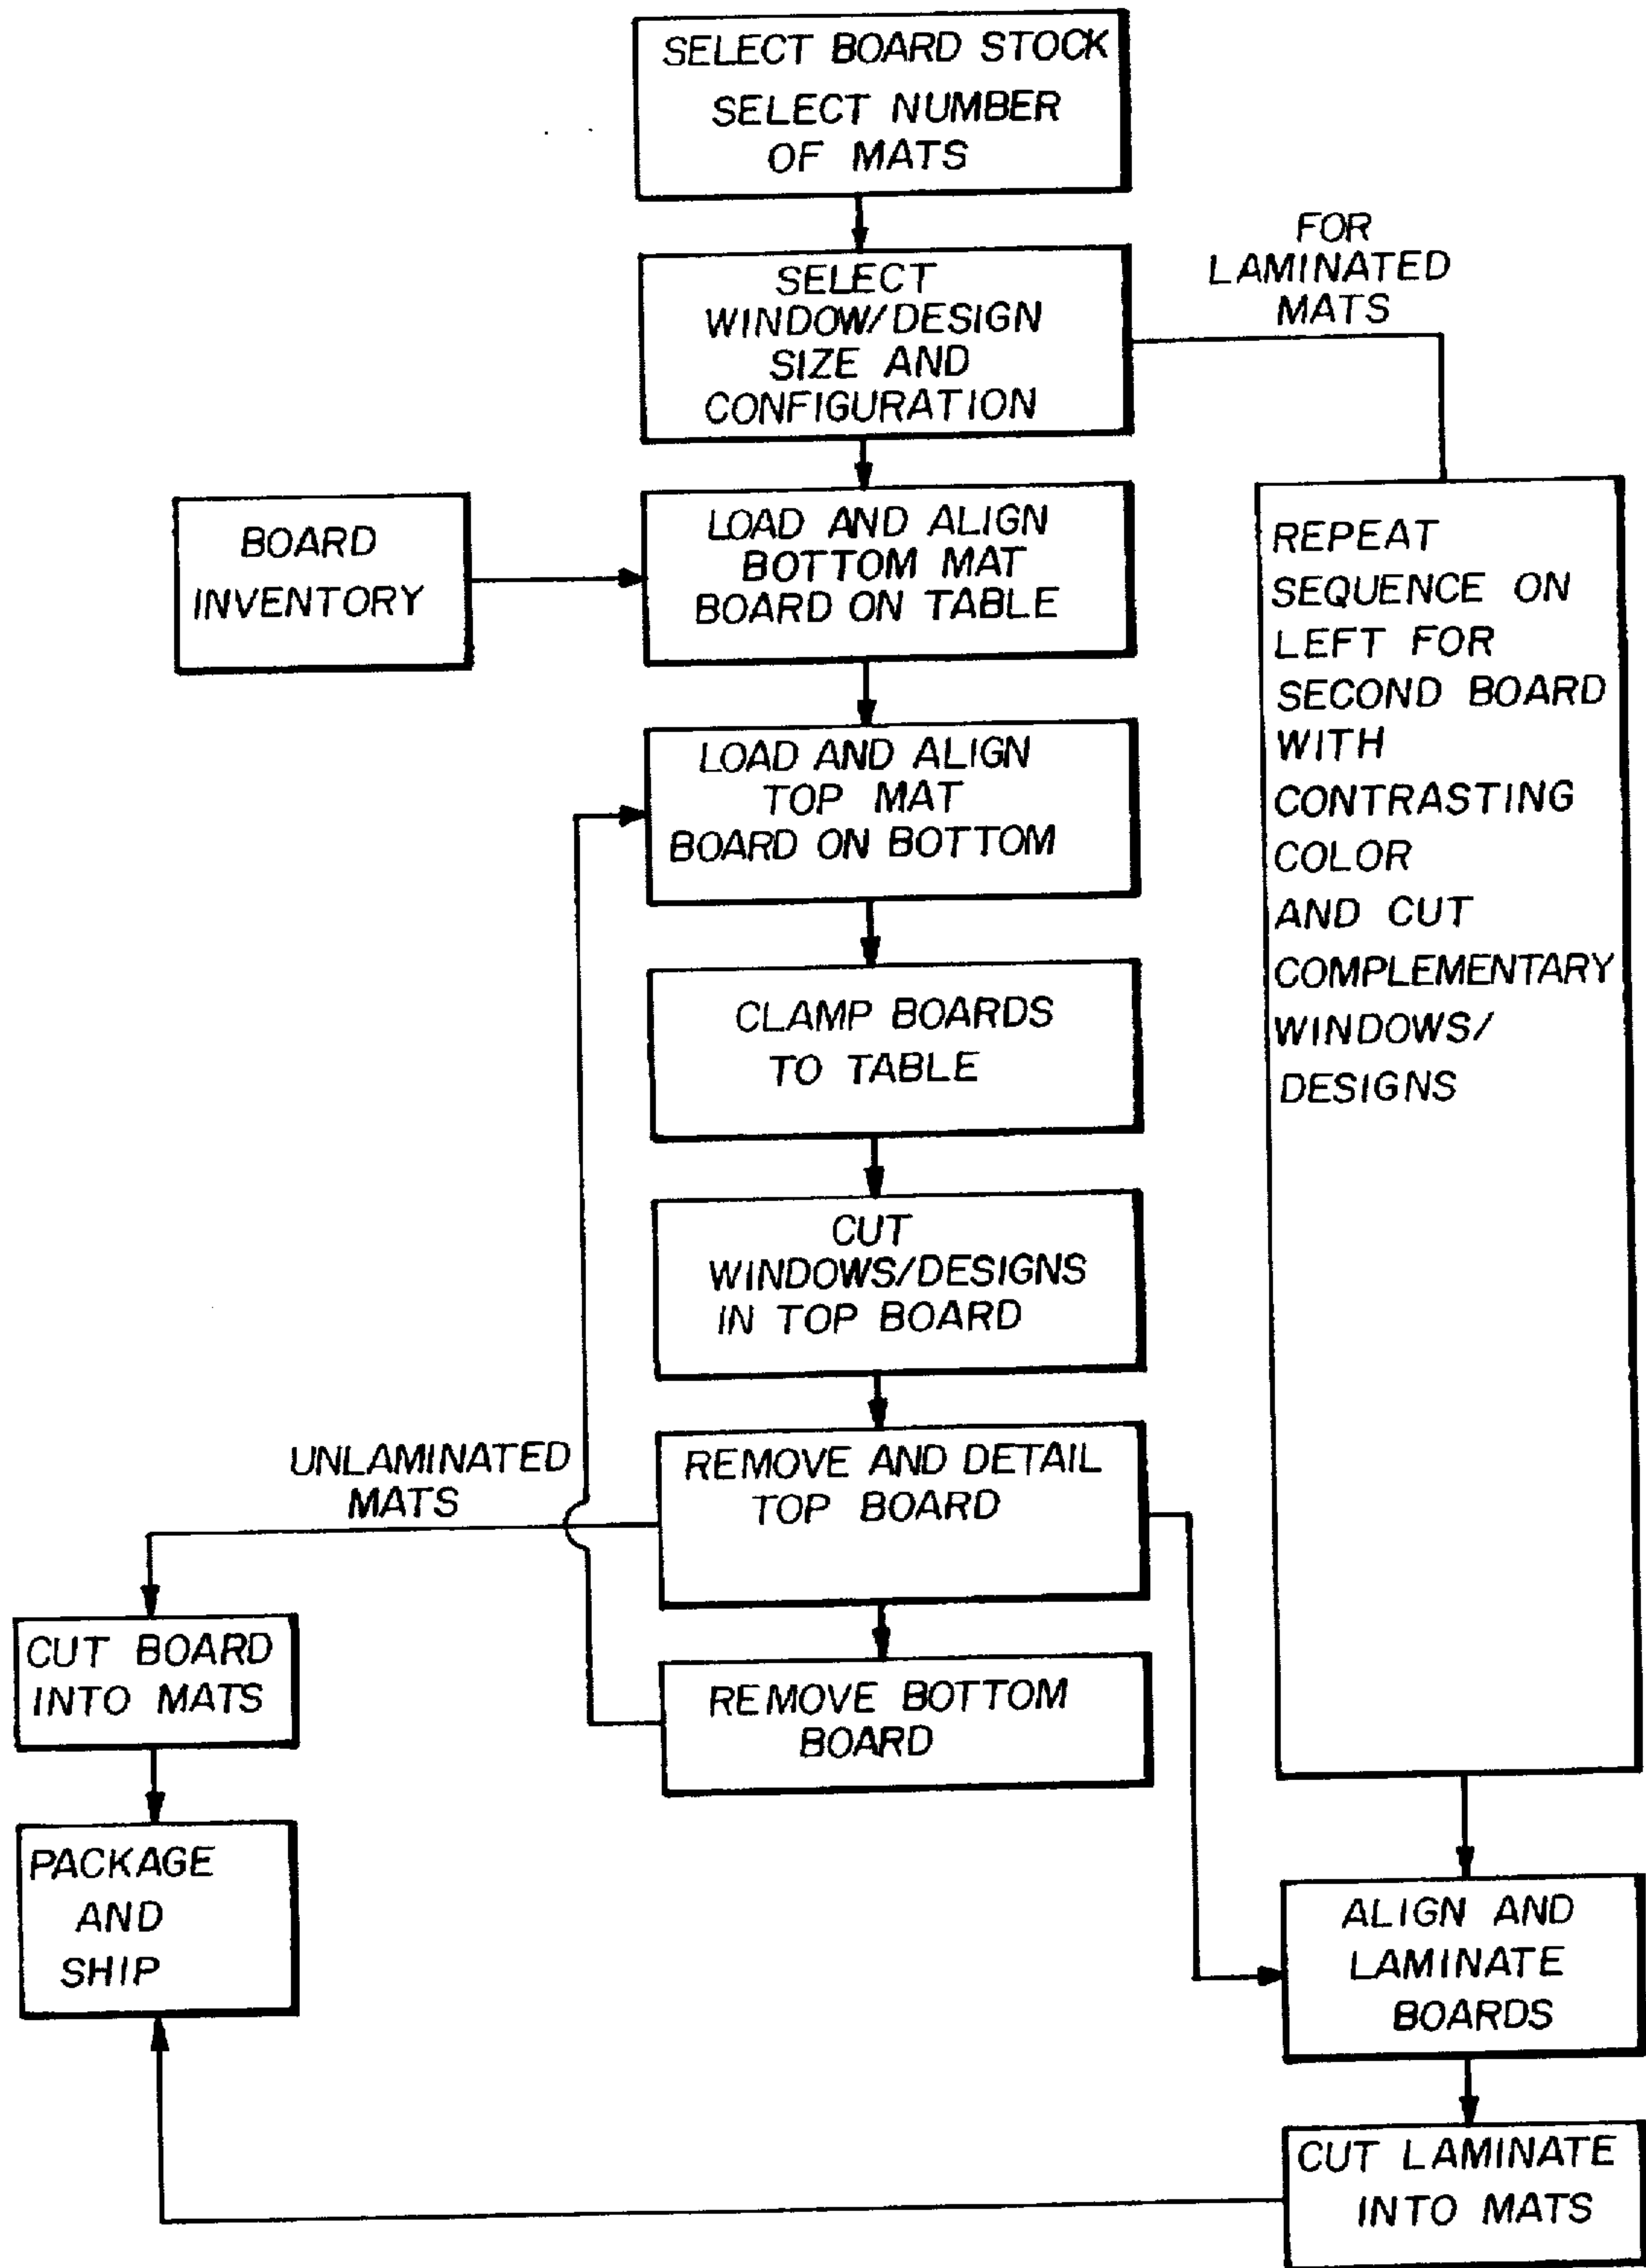 SELECT BOARD STOCK
SELECT NUMBER
OF MATS
SELECT
WINDOW/DESIGN
SIZE AND
CONFIGURATION
FOR
LAMINATED
MATS
BOARD
INVENTORY
LOAD AND ALIGN
BOTTOM MAT
BOARD ON TABLE
REPEAT
SEQUENCE ON
LEFT FOR
SECOND BOARD
WITH
CONTRASTING
COLOR
AND CUT
COMPLEMENTARY
WINDOWS/
DESIGNS
LOAD AND ALIGN
TOP MAT
BOARD ON BOTTOM
CLAMP BOARDS
TO TABLE
CUT
WINDOWS/DESIGNS
IN TOP BOARD
UNLAMINATED
MATS
REMOVE AND DETAIL
TOP BOARD
CUT BOARD
INTO MATS
REMOVE BOTTOM
BOARD
PACKAGE
AND
SHIP
ALIGN AND
LAMINATE
BOARDS
CUT LAMINATE
INTO MATS